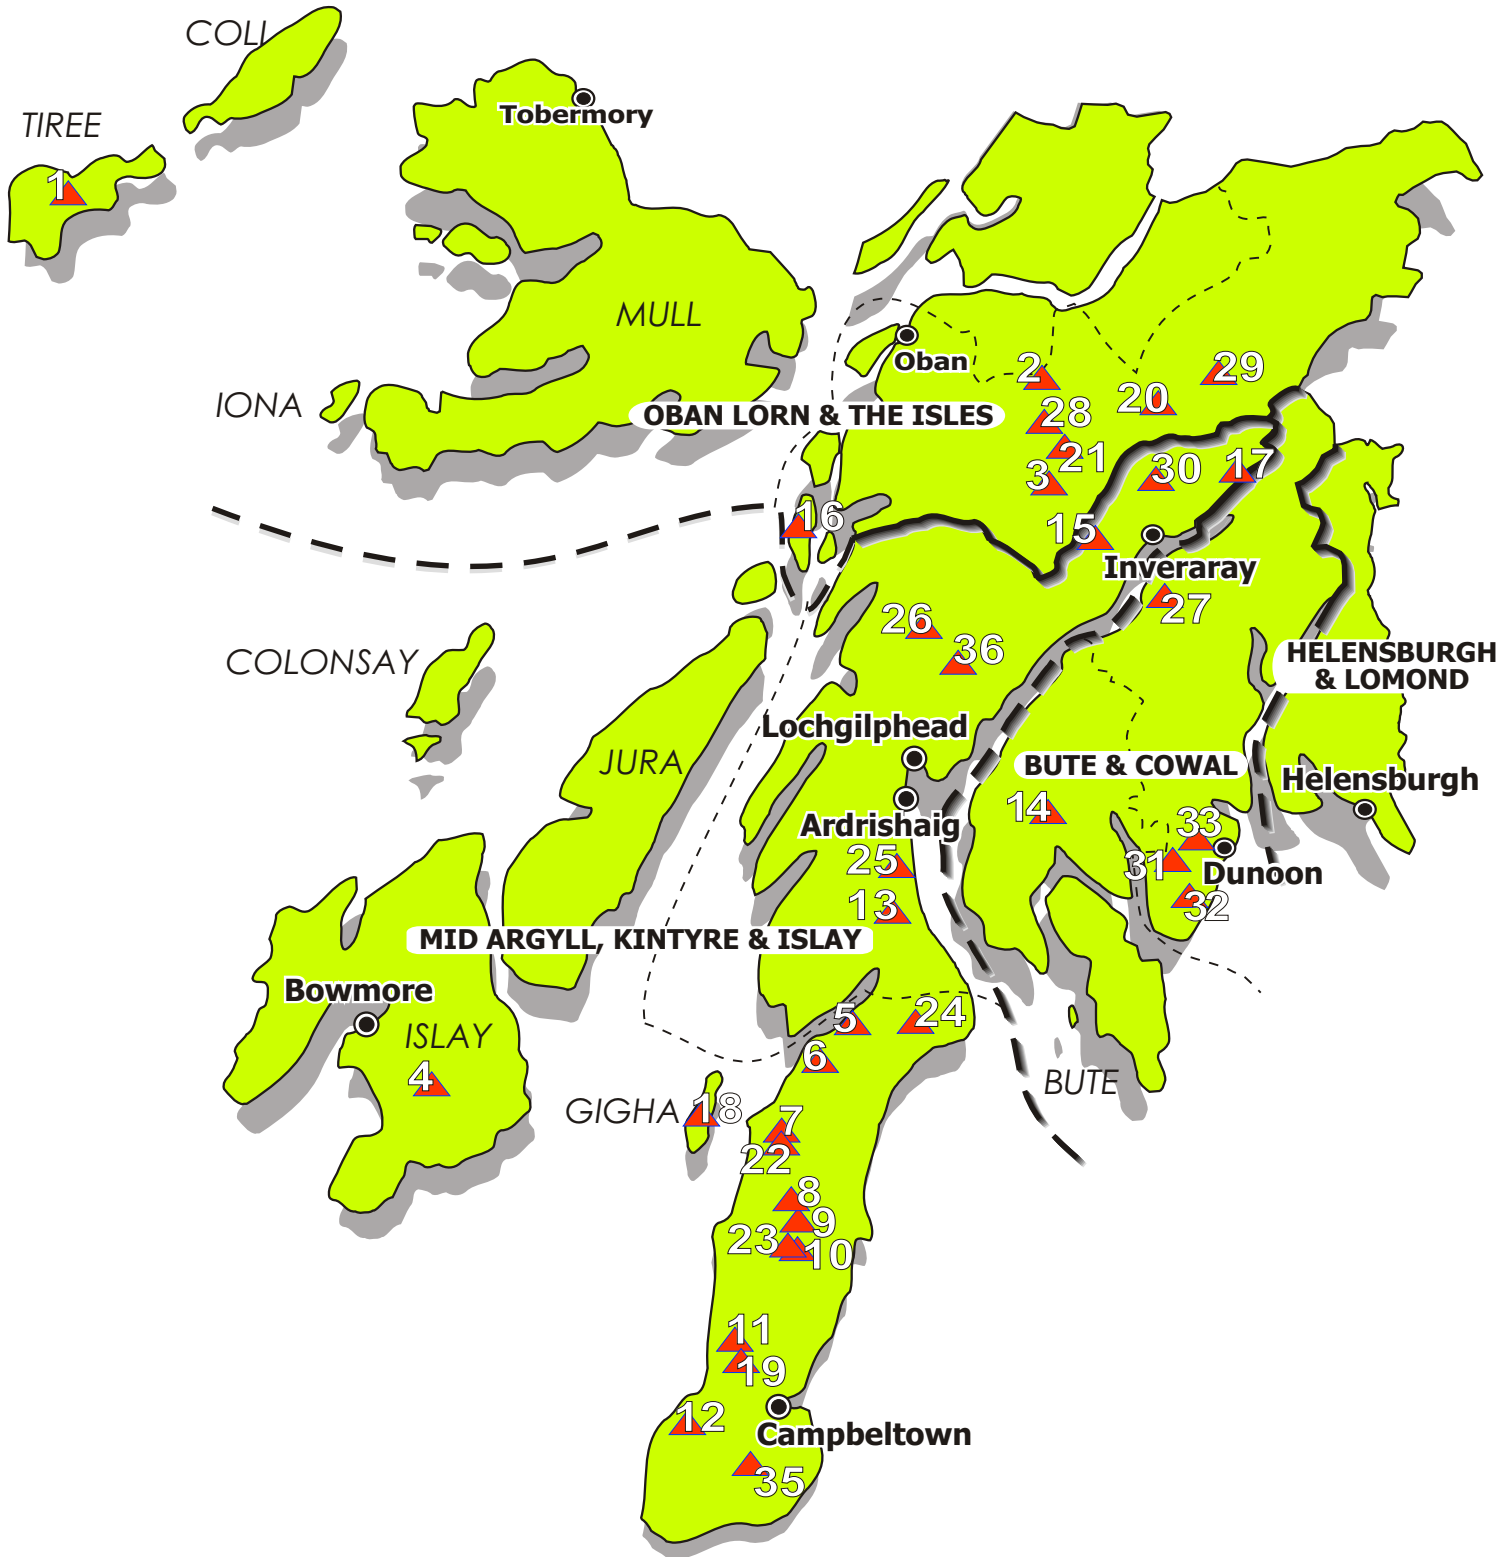 COLL
TIREE
Tobermory
1
MULL
Oban
2
29
20
IONA
OBAN LORN & THE ISLES
28
21
3
30
17
16
15
Inveraray
27
26
36
COLONSAY
HELENSBURGH
& LOMOND
Lochgilphead
JURA
BUTE & COWAL
Helensburgh
14
Ardrishaig
33
25
31
Dunoon
13
32
MID ARGYLL, KINTYRE & ISLAY
Bowmore
5
24
ISLAY
6
4
BUTE
GIGHA
18
7
22
8
9
23
10
11
19
12
Campbeltown
35